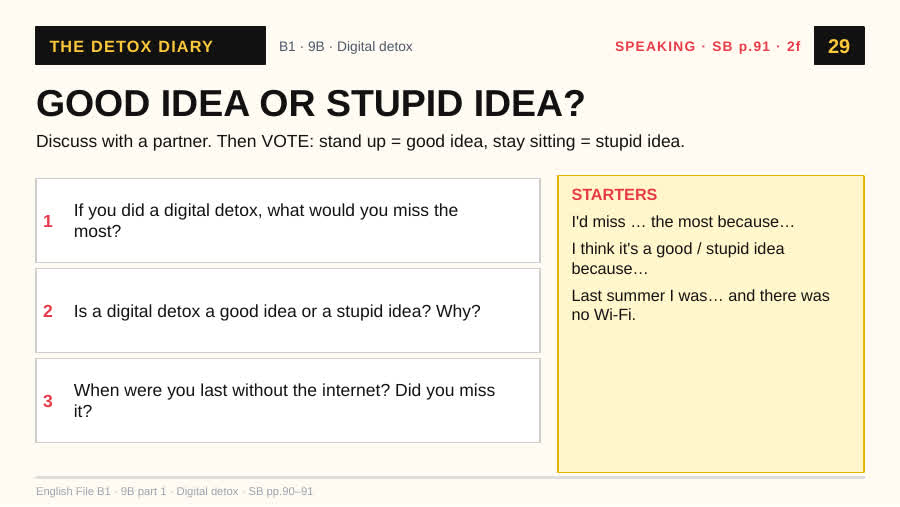 THE DETOX DIARY
B1 · 9B · Digital detox
SPEAKING · SB p.91 · 2f
29
GOOD IDEA OR STUPID IDEA?
Discuss with a partner. Then VOTE: stand up = good idea, stay sitting = stupid idea.
1
If you did a digital detox, what would you miss the
most?
2
Is a digital detox a good idea or a stupid idea? Why?
3
When were you last without the internet? Did you miss
it?
STARTERS
I'd miss … the most because…
I think it's a good / stupid idea
because…
Last summer I was… and there was
no Wi-Fi.
English File B1 · 9B part 1 · Digital detox · SB pp.90–91